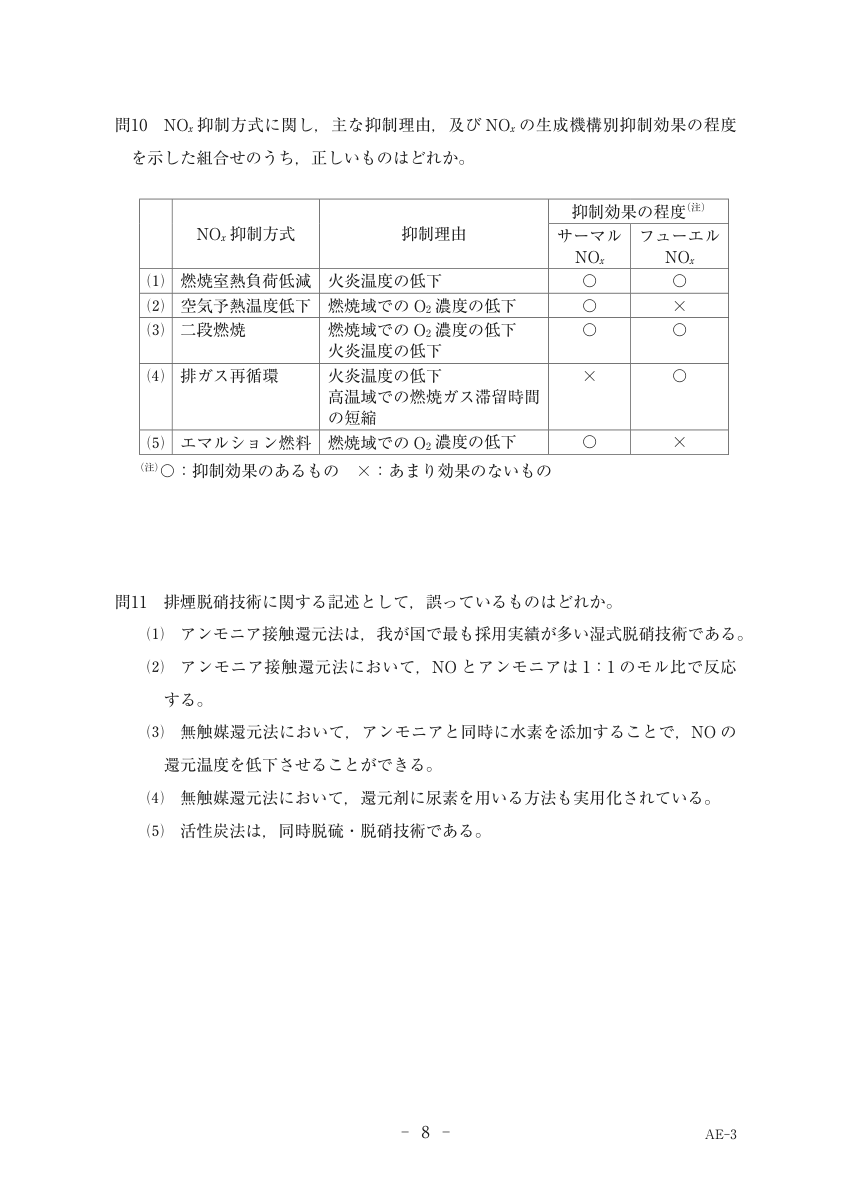 問10　NOx 抑制方式に関し，主な抑制理由，及び NOx の生成機構別抑制効果の程度
を示した組合せのうち，正しいものはどれか。
NOx 抑制方式　抑制理由　抑制効果の程度(注)
サーマル NOx　フューエル NOx
⑴　燃焼室熱負荷低減　火炎温度の低下　○　○
⑵　空気予熱温度低下　燃焼域での O2 濃度の低下　○　×
⑶　二段燃焼　燃焼域での O2 濃度の低下　○　○
火炎温度の低下
⑷　排ガス再循環　火炎温度の低下　×　○
高温域での燃焼ガス滞留時間
の短縮
⑸　エマルション燃料　燃焼域での O2 濃度の低下　○　×
(注)○：抑制効果のあるもの　×：あまり効果のないもの
問11　排煙脱硝技術に関する記述として，誤っているものはどれか。
⑴　アンモニア接触還元法は，我が国で最も採用実績が多い湿式脱硝技術である。
⑵　アンモニア接触還元法において，NO とアンモニアは 1：1 のモル比で反応
する。
⑶　無触媒還元法において，アンモニアと同時に水素を添加することで，NO の
還元温度を低下させることができる。
⑷　無触媒還元法において，還元剤に尿素を用いる方法も実用化されている。
⑸　活性炭法は，同時脱硫・脱硝技術である。
− 8 −
AE−3